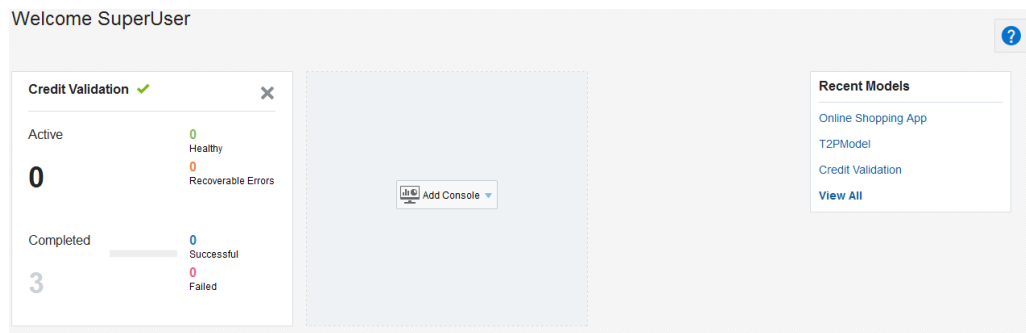 Welcome SuperUser
?
Credit Validation
Active
0
0
Healthy
0
Recoverable Errors
Completed
3
0
Successful
0
Failed
Add Console
Recent Models
Online Shopping App
T2PModel
Credit Validation
View All